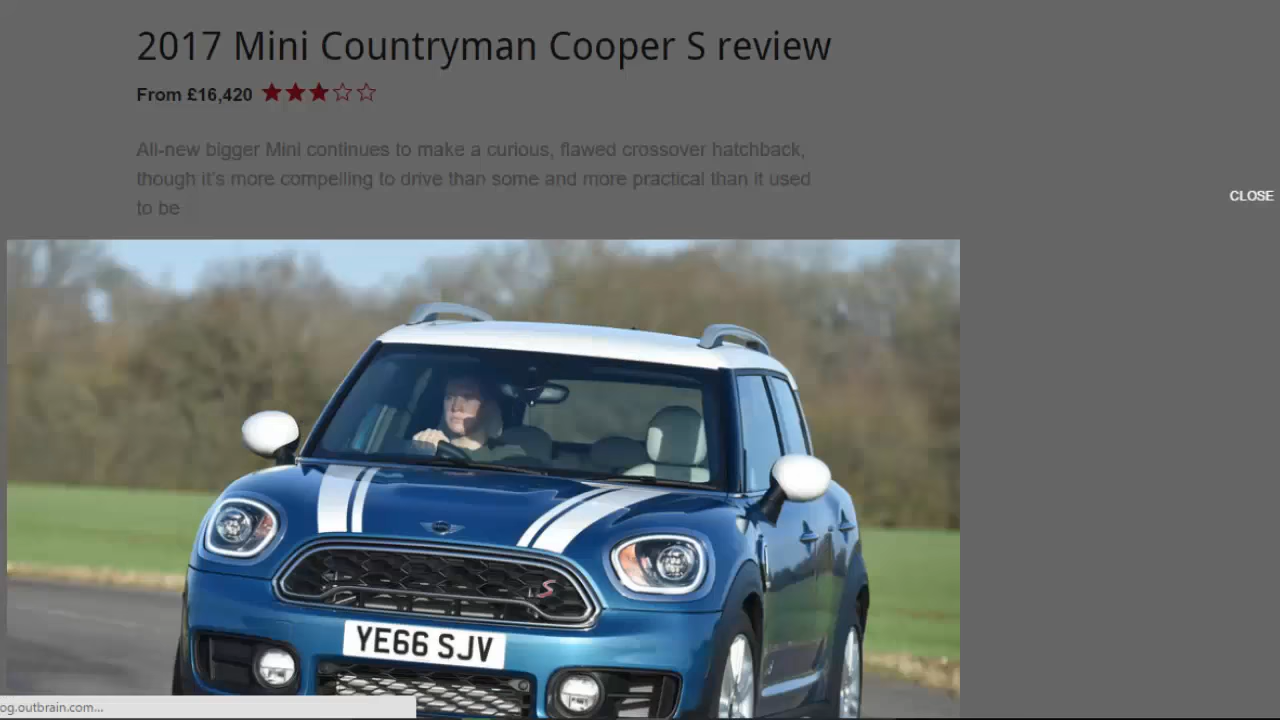 2017 Mini Countryman Cooper S review
From £16,420
All-new bigger Mini continues to make a curious, flawed crossover hatchback,
though it's more compelling to drive than some and more practical than it used
to be
CLOSE
S
YE66 SJV
og.outbrain.com...